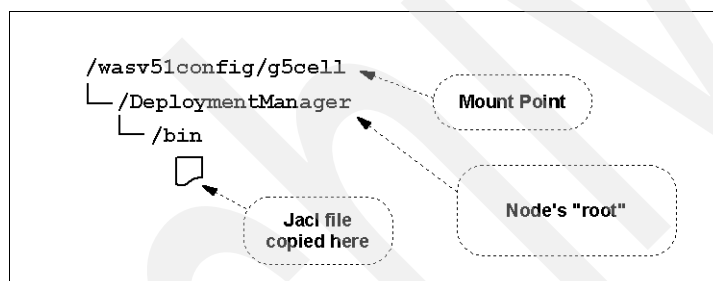 /wasv51config/g5cell
/DeploymentManager
/bin
Mount Point
Node's "root"
Jacl file
copied here